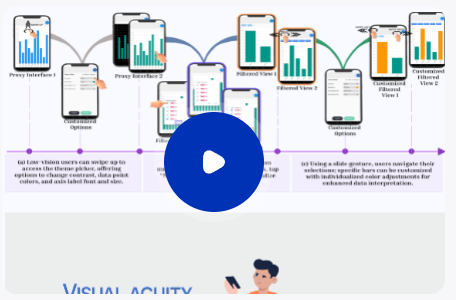 Proxy Interface 1
Proxy Interface 2
Filtered View 1
Filtered View 2
Customized
Filtered
View 1
Customized
Filtered
View 2
Customized
Options
Customized
Options
(a) Low-vision users can swipe up to
access the theme picker, offering
options to change contrast, data point
colors, and axis label font and size.
(c) Using a slide gesture, users navigate their
selections; specific bars can be customized
with individualized color adjustments for
enhanced data interpretation.
VISUAL ACUITY